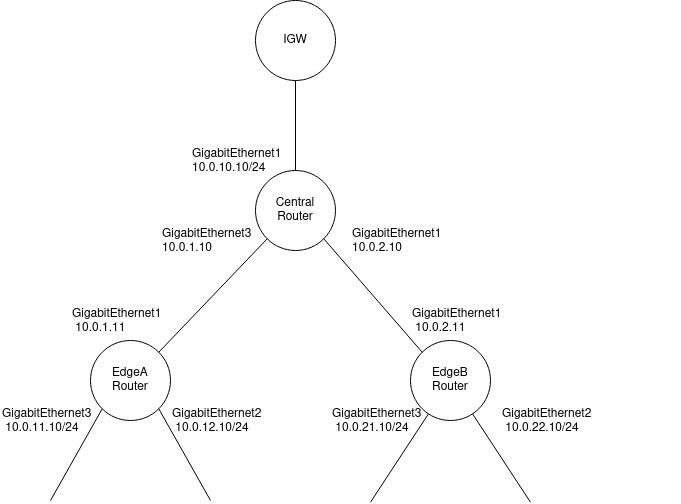 IGW
GigabitEthernet1
10.0.10.10/24
Central
Router
GigabitEthernet3
10.0.1.10
GigabitEthernet1
10.0.2.10
GigabitEthernet1
10.0.1.11
GigabitEthernet1
10.0.2.11
EdgeA
Router
EdgeB
Router
GigabitEthernet3
10.0.11.10/24
GigabitEthernet2
10.0.12.10/24
GigabitEthernet3
10.0.21.10/24
GigabitEthernet2
10.0.22.10/24